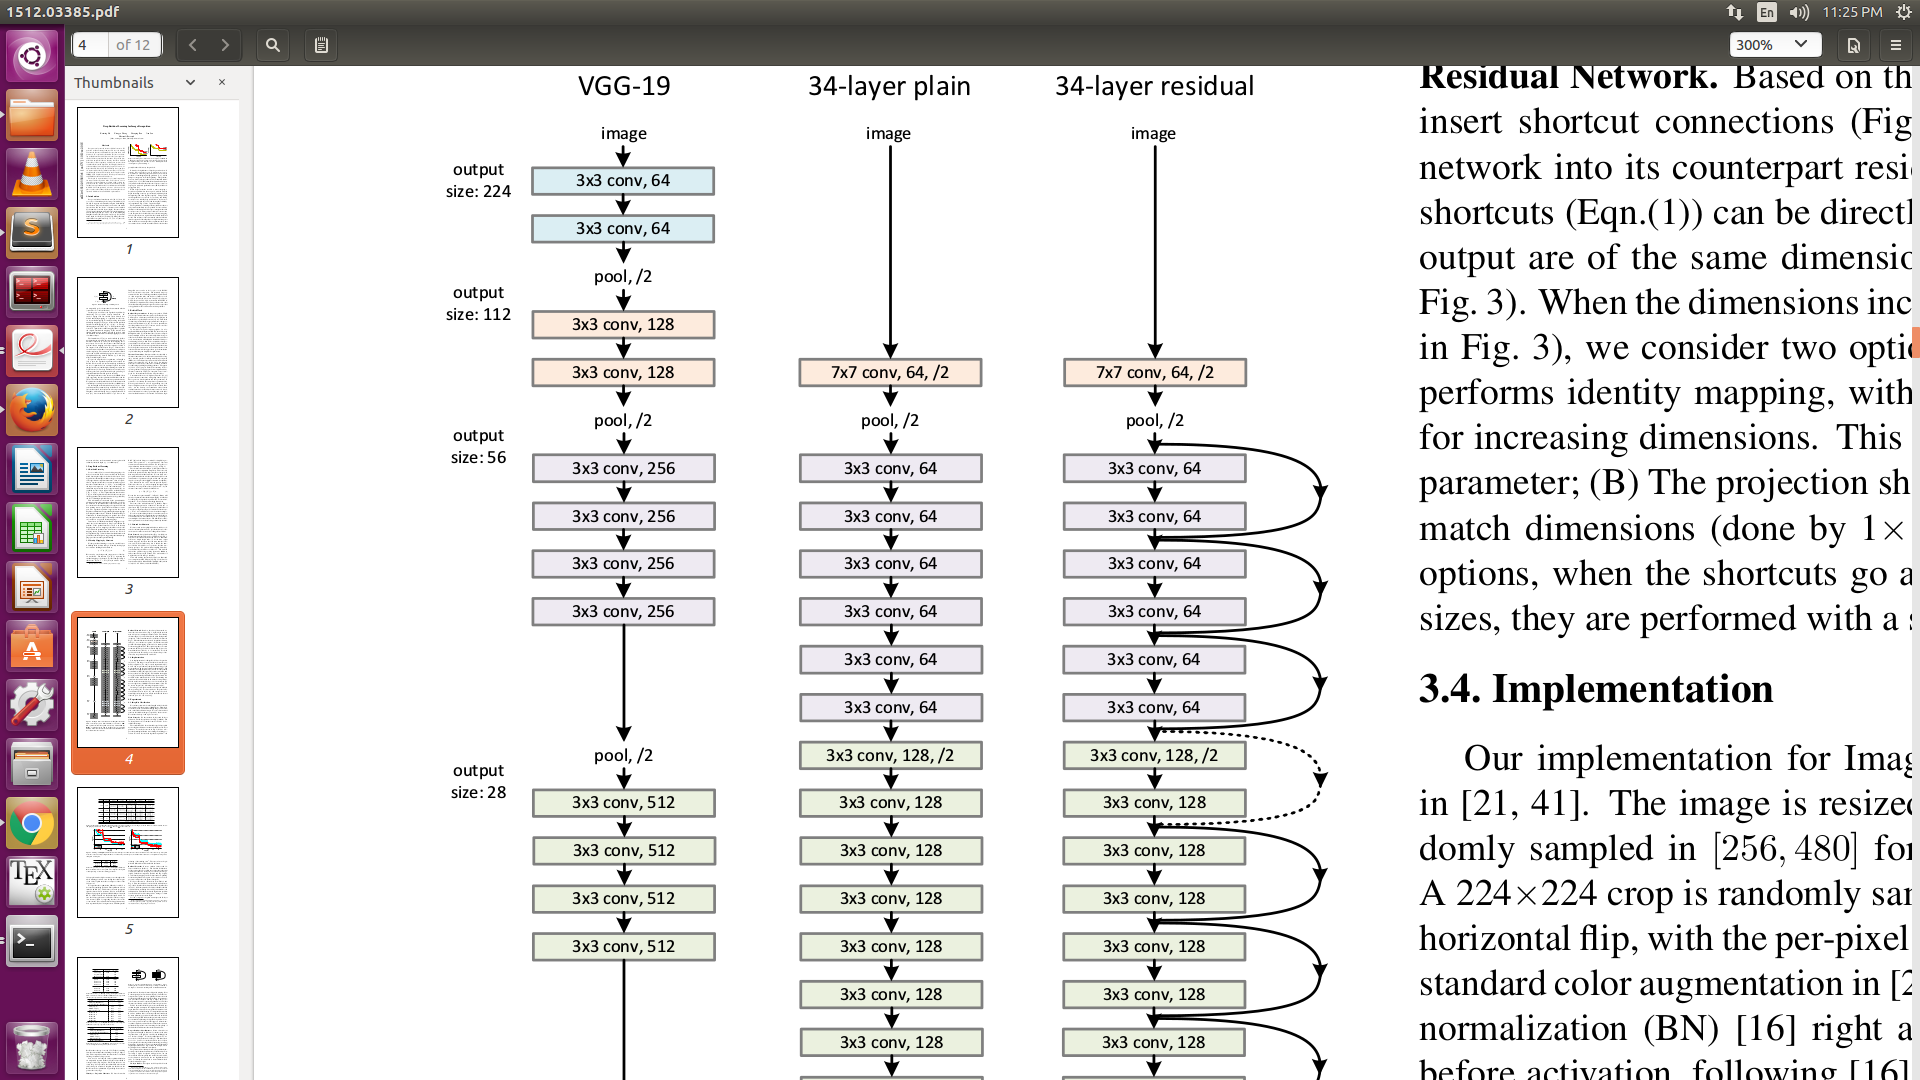 1512.03385.pdf
En
11:25 PM
4 of 12
300%
Thumbnails
1
2
3
4
5
VGG-19
image
output size: 224
3x3 conv, 64
3x3 conv, 64
pool, /2
output size: 112
3x3 conv, 128
3x3 conv, 128
pool, /2
output size: 56
3x3 conv, 256
3x3 conv, 256
3x3 conv, 256
3x3 conv, 256
pool, /2
output size: 28
3x3 conv, 512
3x3 conv, 512
3x3 conv, 512
3x3 conv, 512
34-layer plain
image
7x7 conv, 64, /2
pool, /2
3x3 conv, 64
3x3 conv, 64
3x3 conv, 64
3x3 conv, 64
3x3 conv, 64
3x3 conv, 64
3x3 conv, 128, /2
3x3 conv, 128
3x3 conv, 128
3x3 conv, 128
3x3 conv, 128
3x3 conv, 128
3x3 conv, 128
34-layer residual
image
7x7 conv, 64, /2
pool, /2
3x3 conv, 64
3x3 conv, 64
3x3 conv, 64
3x3 conv, 64
3x3 conv, 64
3x3 conv, 64
3x3 conv, 128, /2
3x3 conv, 128
3x3 conv, 128
3x3 conv, 128
3x3 conv, 128
3x3 conv, 128
3x3 conv, 128
Residual Network. Based on th
insert shortcut connections (Fig
network into its counterpart resi
shortcuts (Eqn.(1)) can be directl
output are of the same dimensio
Fig. 3). When the dimensions inc
in Fig. 3), we consider two optio
performs identity mapping, with
for increasing dimensions. This
parameter; (B) The projection sh
match dimensions (done by 1×
options, when the shortcuts go a
sizes, they are performed with a s
3.4. Implementation
Our implementation for Imag
in [21, 41]. The image is resized
domly sampled in [256, 480] for
A 224×224 crop is randomly sam
horizontal flip, with the per-pixel
standard color augmentation in [2
normalization (BN) [16] right a
before activation, following [16]